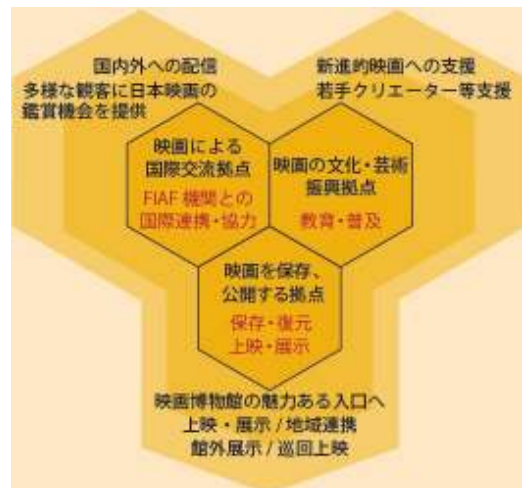 国内外への配信
多様な観客に日本映画の
鑑賞機会を提供
新進的映画への支援
若手クリエーター等支援
映画による
国際交流拠点
FIAF 機関との
国際連携・協力
映画の文化・芸術
振興拠点
教育・普及
映画を保存、
公開する拠点
保存・復元
上映・展示
映画博物館の魅力ある入口へ
上映・展示 / 地域連携
館外展示 / 巡回上映